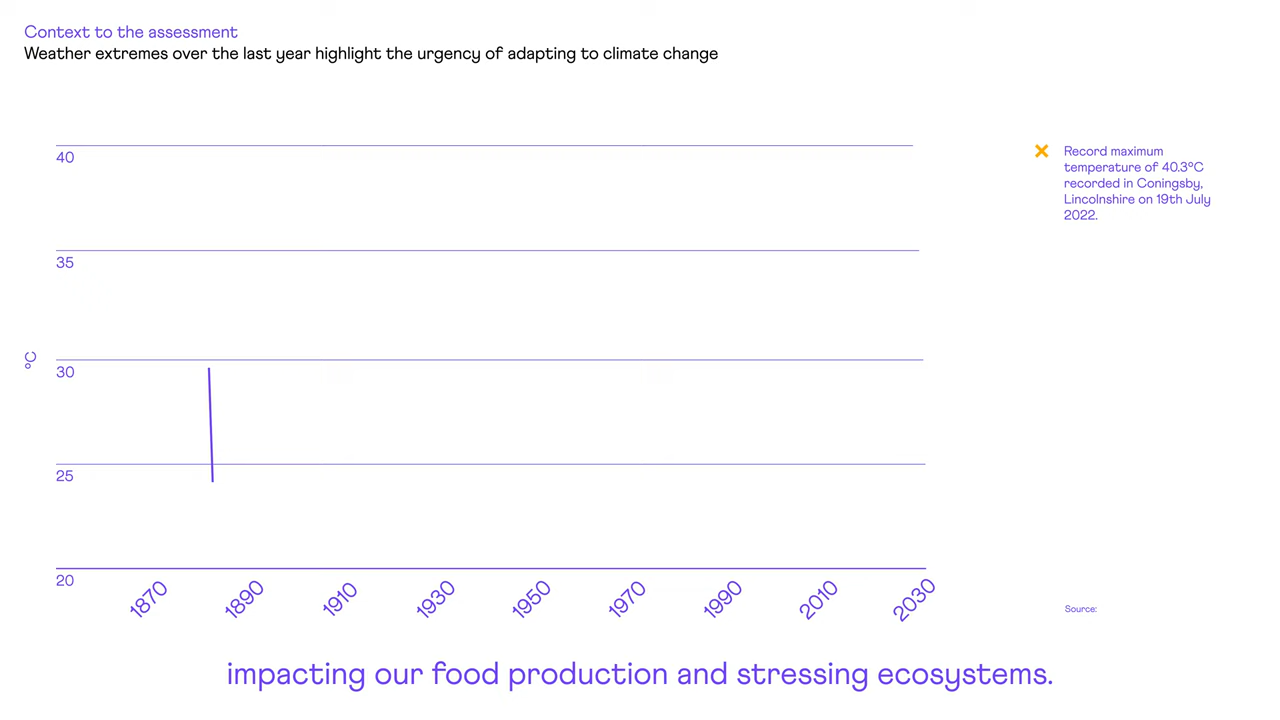 Context to the assessment
Weather extremes over the last year highlight the urgency of adapting to climate change
40
Record maximum
temperature of 40.3°C
recorded in Coningsby,
Lincolnshire on 19th July
2022.
35
°C
30
25
20
1870 1890 1910 1930 1950 1970 1990 2010 2030
Source:
impacting our food production and stressing ecosystems.